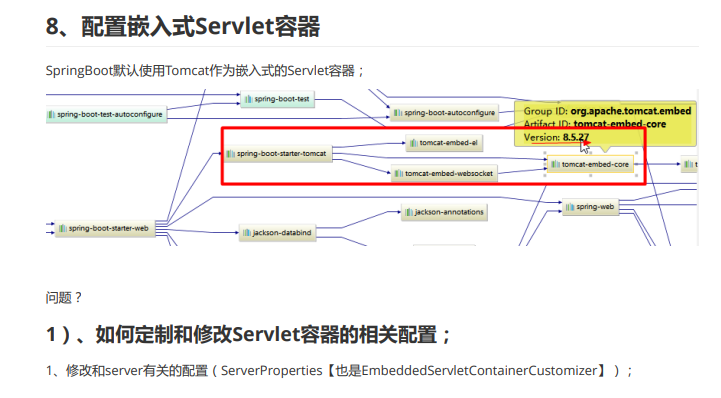 8、配置嵌入式Servlet容器
SpringBoot默认使用Tomcat作为嵌入式的Servlet容器；
spring-boot-test
spring-boot-test-autoconfigure
spring-boot-autoconfigure
Group ID: org.apache.tomcat.embed
Artifact ID: tomcat-embed-core
Version: 8.5.27
tomcat-embed-el
spring-boot-starter-tomcat
tomcat-embed-core
tomcat-embed-websocket
spring-web
jackson-annotations
spring-boot-starter-web
jackson-databind
问题？
1）、如何定制和修改Servlet容器的相关配置；
1、修改和server有关的配置（ServerProperties【也是EmbeddedServletContainerCustomizer】）；